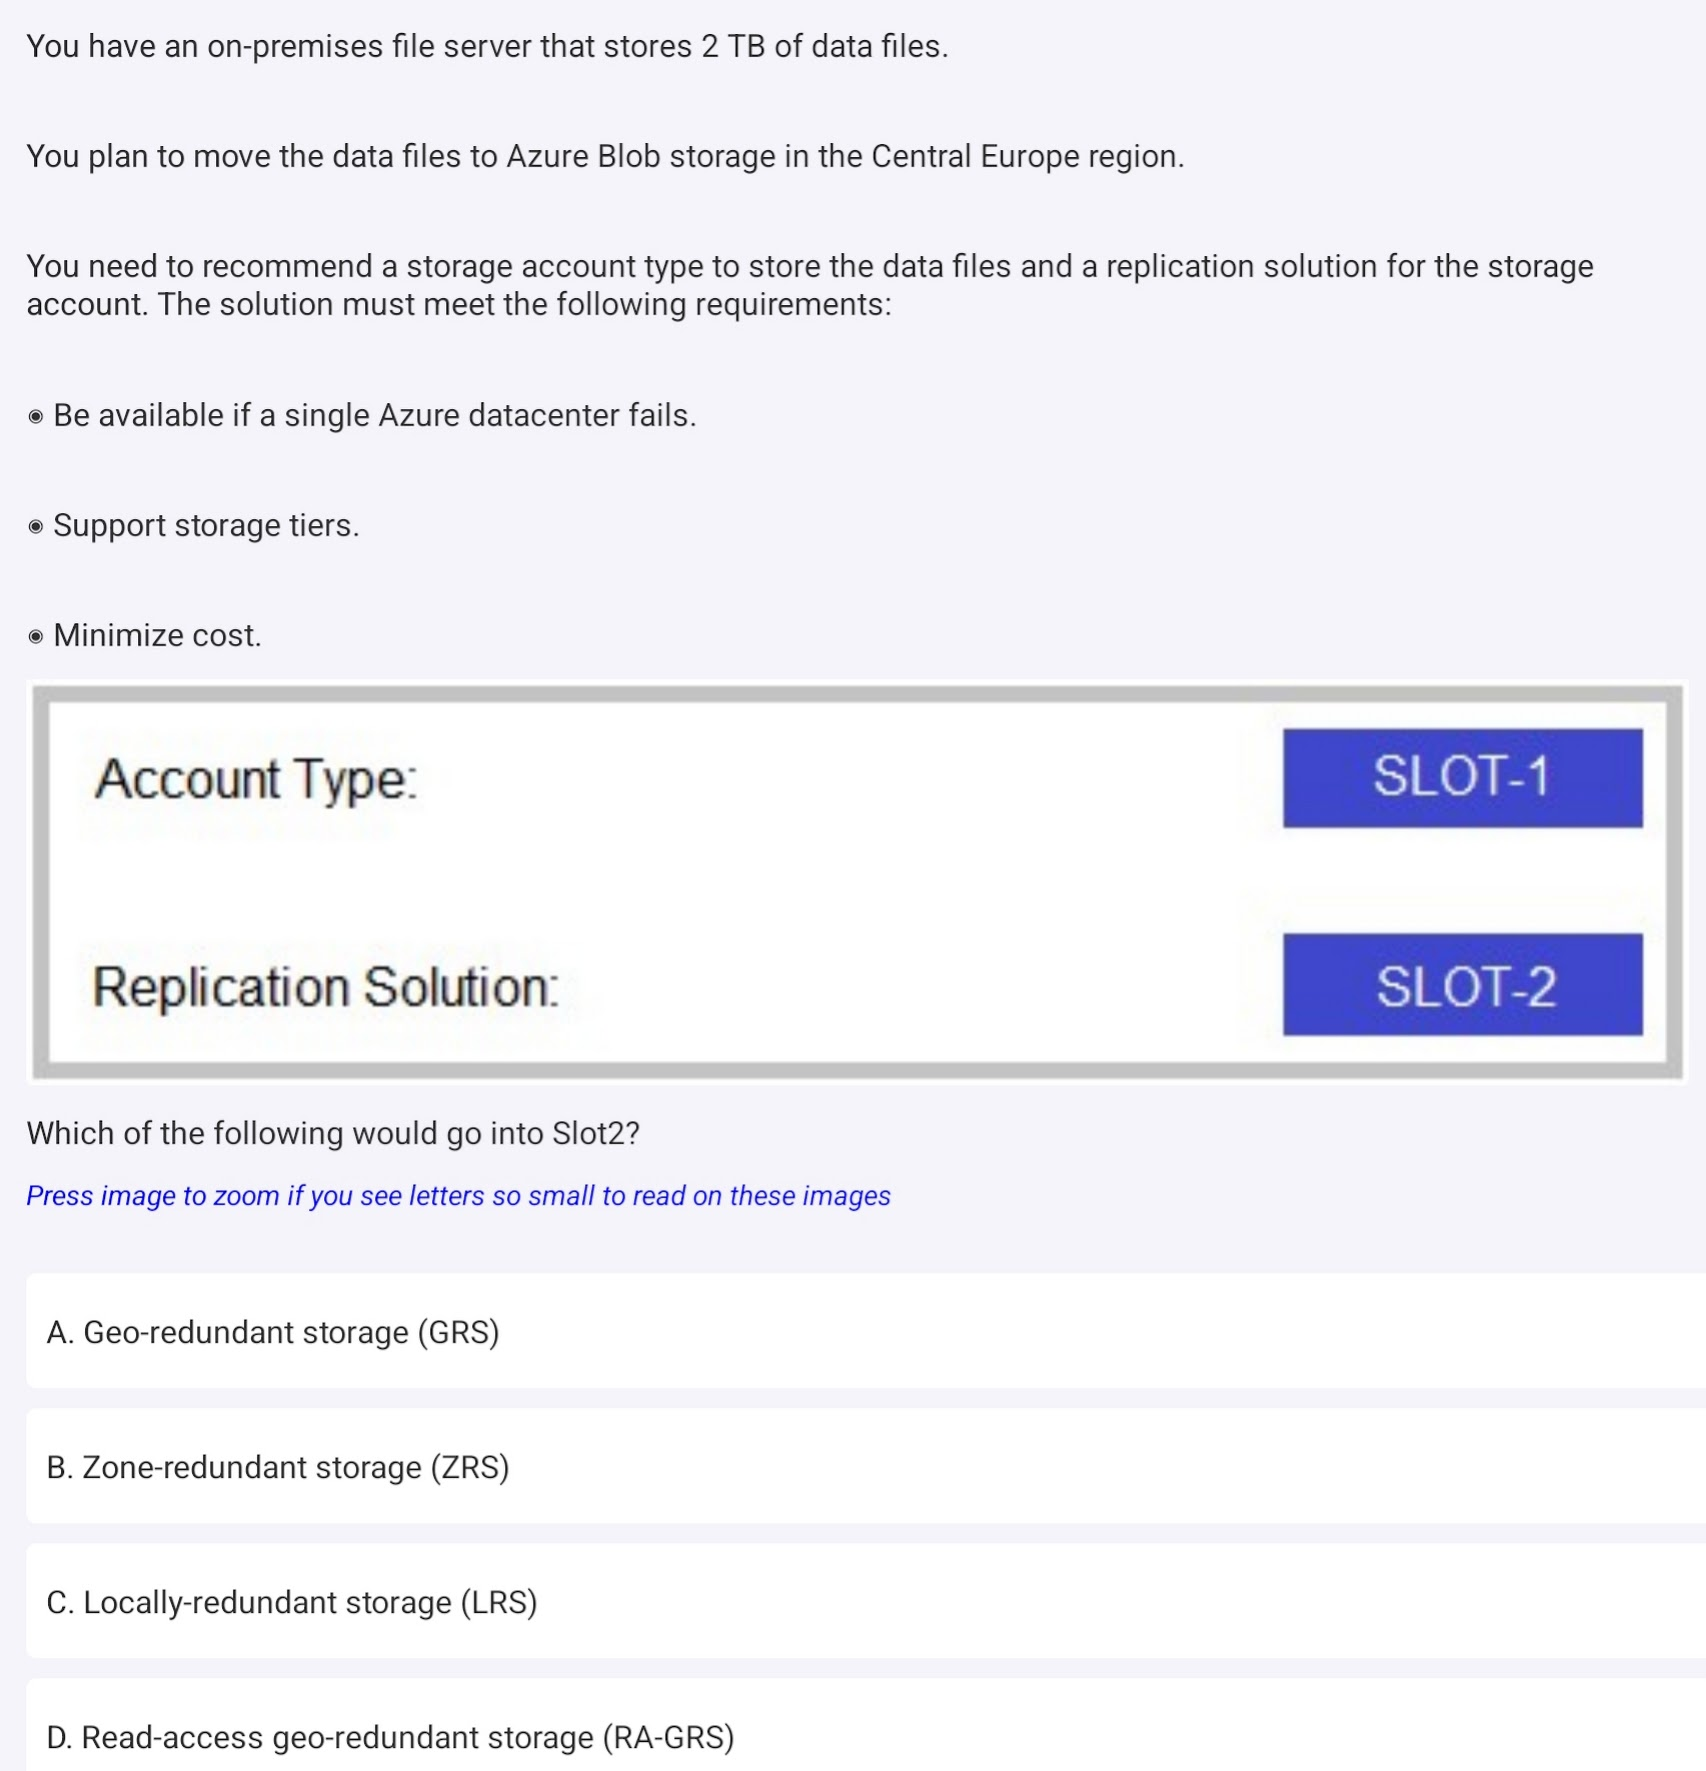 You have an on-premises file server that stores 2 TB of data files.
You plan to move the data files to Azure Blob storage in the Central Europe region.
You need to recommend a storage account type to store the data files and a replication solution for the storage
account. The solution must meet the following requirements:
◉ Be available if a single Azure datacenter fails.
◉ Support storage tiers.
◉ Minimize cost.
Account Type: SLOT-1
Replication Solution: SLOT-2
Which of the following would go into Slot2?
Press image to zoom if you see letters so small to read on these images
A. Geo-redundant storage (GRS)
B. Zone-redundant storage (ZRS)
C. Locally-redundant storage (LRS)
D. Read-access geo-redundant storage (RA-GRS)